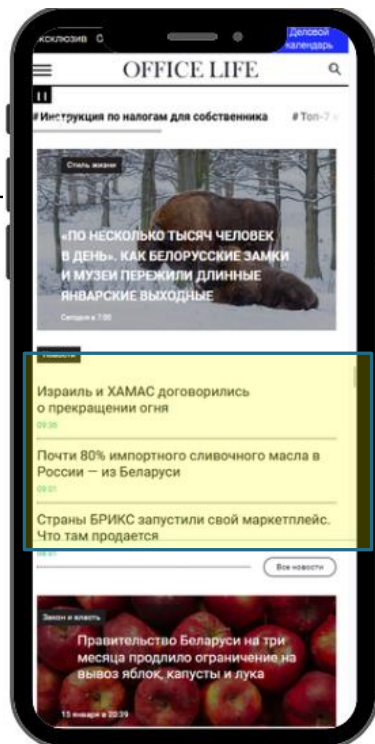 ЭКСКЛЮЗИВ
Деловой
календарь
OFFICE LIFE
#Инструкция по налогам для собственника # Топ-7
Стиль жизни
«ПО НЕСКОЛЬКО ТЫСЯЧ ЧЕЛОВЕК
В ДЕНЬ». КАК БЕЛОРУССКИЕ ЗАМКИ
И МУЗЕИ ПЕРЕЖИЛИ ДЛИННЫЕ
ЯНВАРСКИЕ ВЫХОДНЫЕ
Сегодня в 7:00
Новости
Израиль и ХАМАС договорились
о прекращении огня
09:36
Почти 80% импортного сливочного масла в
России — из Беларуси
09:01
Страны БРИКС запустили свой маркетплейс.
Что там продается
Все новости
Закон и власть
Правительство Беларуси на три
месяца продлило ограничение на
вывоз яблок, капусты и лука
15 января в 20:39